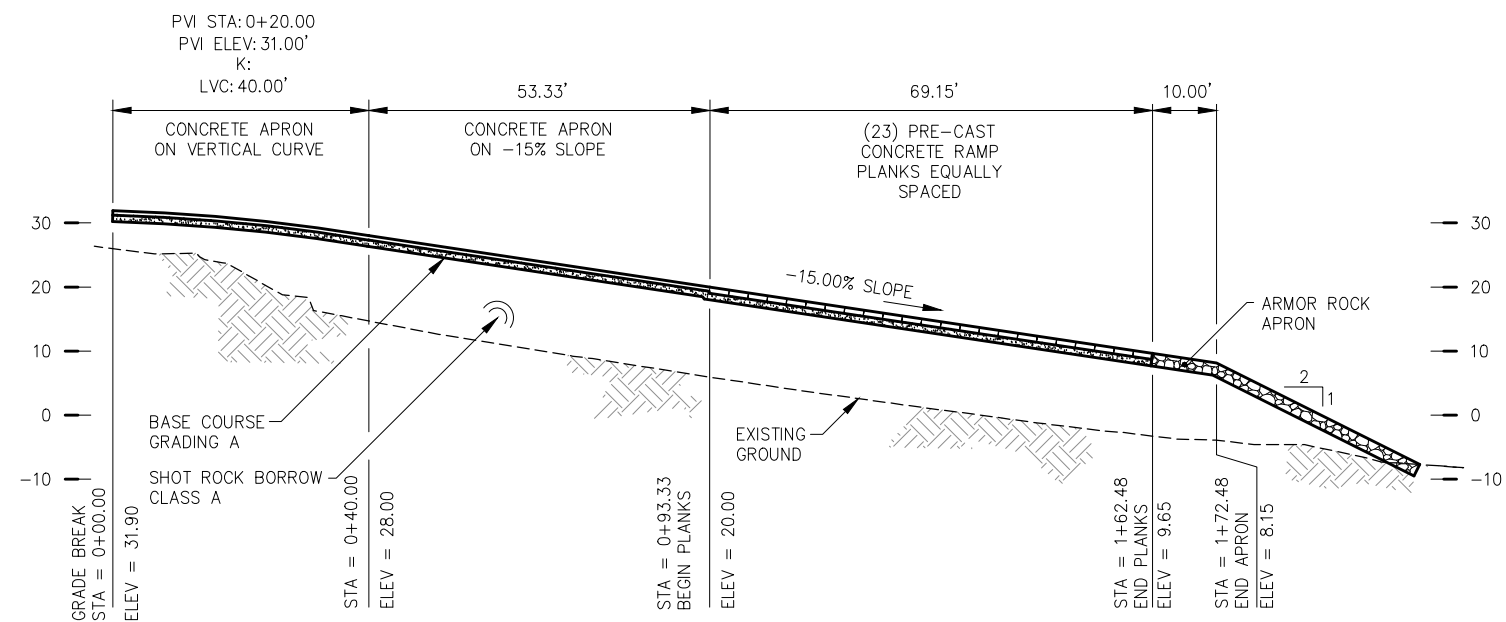 PVI STA: 0+20.00
PVI ELEV: 31.00'
K:
LVC: 40.00'
53.33'
69.15'
10.00'
CONCRETE APRON
ON VERTICAL CURVE
CONCRETE APRON
ON -15% SLOPE
(23) PRE-CAST
CONCRETE RAMP
PLANKS EQUALLY
SPACED
30
20
10
0
-10
30
20
10
0
-10
-15.00% SLOPE
ARMOR ROCK
APRON
2
1
BASE COURSE
GRADING A
SHOT ROCK BORROW
CLASS A
EXISTING
GROUND
GRADE BREAK
STA = 0+00.00
ELEV = 31.90
STA = 0+40.00
ELEV = 28.00
STA = 0+93.33
BEGIN PLANKS
ELEV = 20.00
STA = 1+62.48
END PLANKS
ELEV = 9.65
STA = 1+72.48
END APRON
ELEV = 8.15